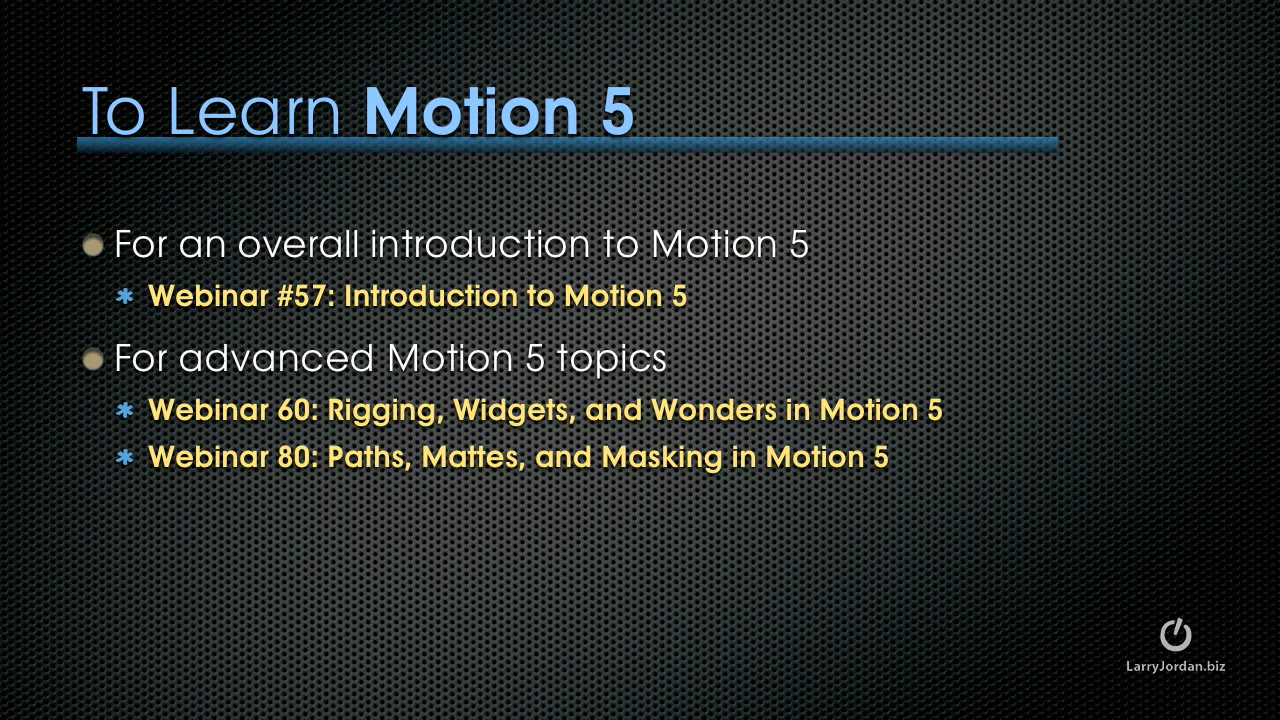 To Learn Motion 5
For an overall introduction to Motion 5
Webinar #57: Introduction to Motion 5
For advanced Motion 5 topics
Webinar 60: Rigging, Widgets, and Wonders in Motion 5
Webinar 80: Paths, Mattes, and Masking in Motion 5
LarryJordan.biz